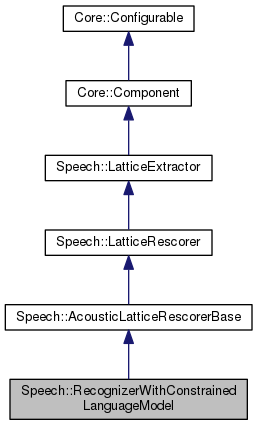 Core::Configurable
Core::Component
Speech::LatticeExtractor
Speech::LatticeRescorer
Speech::AcousticLatticeRescorerBase
Speech::RecognizerWithConstrained
LanguageModel